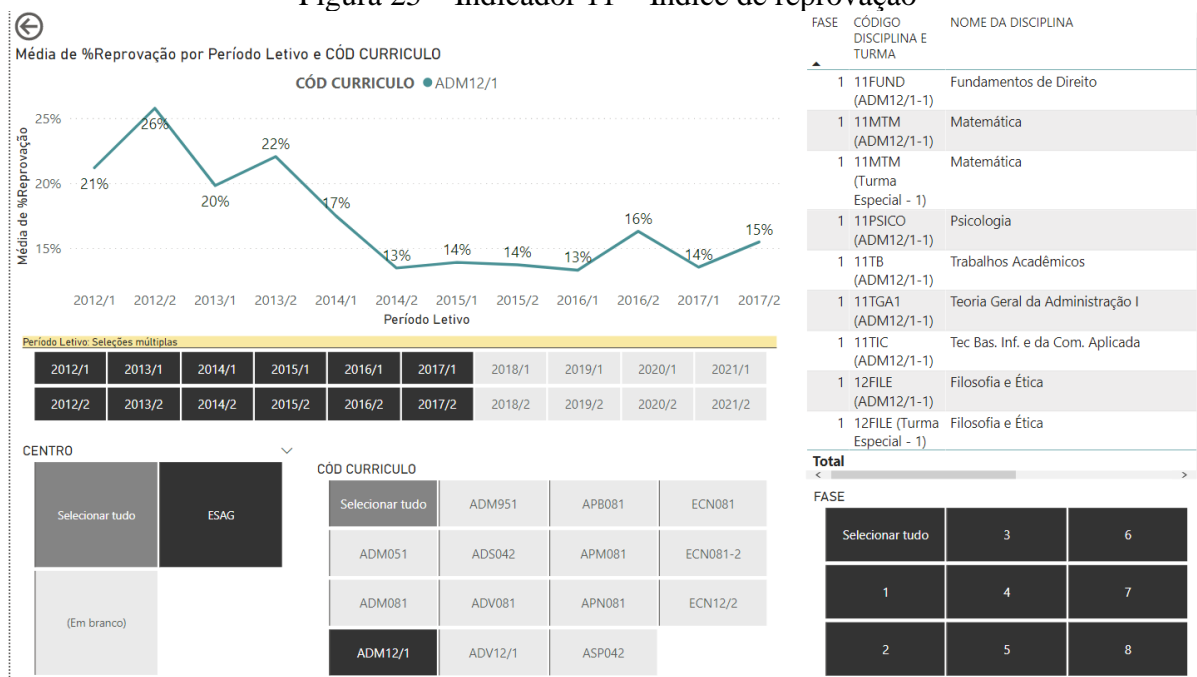 Figura 23 – Indicador 11 – Índice de reprovação
Média de %Reprovação por Período Letivo e CÓD CURRICULO
CÓD CURRICULO ADM12/1
Média de %Reprovação
25%
20%
15%
21%
26%
20%
22%
17%
13%
14%
14%
13%
16%
14%
15%
2012/1 2012/2 2013/1 2013/2 2014/1 2014/2 2015/1 2015/2 2016/1 2016/2 2017/1 2017/2
Período Letivo
Período Letivo: Seleções múltiplas
2012/1 2013/1 2014/1 2015/1 2016/1 2017/1 2018/1 2019/1 2020/1 2021/1
2012/2 2013/2 2014/2 2015/2 2016/2 2017/2 2018/2 2019/2 2020/2 2021/2
CENTRO
Selecionar tudo ESAG
(Em branco)
CÓD CURRICULO
Selecionar tudo ADM951 APB081 ECN081
ADM051 ADS042 APM081 ECN081-2
ADM081 ADV081 APN081 ECN12/2
ADM12/1 ADV12/1 ASP042
FASE CÓDIGO NOME DA DISCIPLINA
DISCIPLINA E
TURMA
1 11FUND Fundamentos de Direito
(ADM12/1-1)
1 11MTM Matemática
(ADM12/1-1)
1 11MTM Matemática
(Turma
Especial - 1)
1 11PSICO Psicologia
(ADM12/1-1)
1 11TB Trabalhos Acadêmicos
(ADM12/1-1)
1 11TGA1 Teoria Geral da Administração I
(ADM12/1-1)
1 11TIC Tec Bas. Inf. e da Com. Aplicada
(ADM12/1-1)
1 12FILE Filosofia e Ética
(ADM12/1-1)
1 12FILE (Turma Filosofia e Ética
Especial - 1)
Total
FASE
Selecionar tudo 3 6
1 4 7
2 5 8